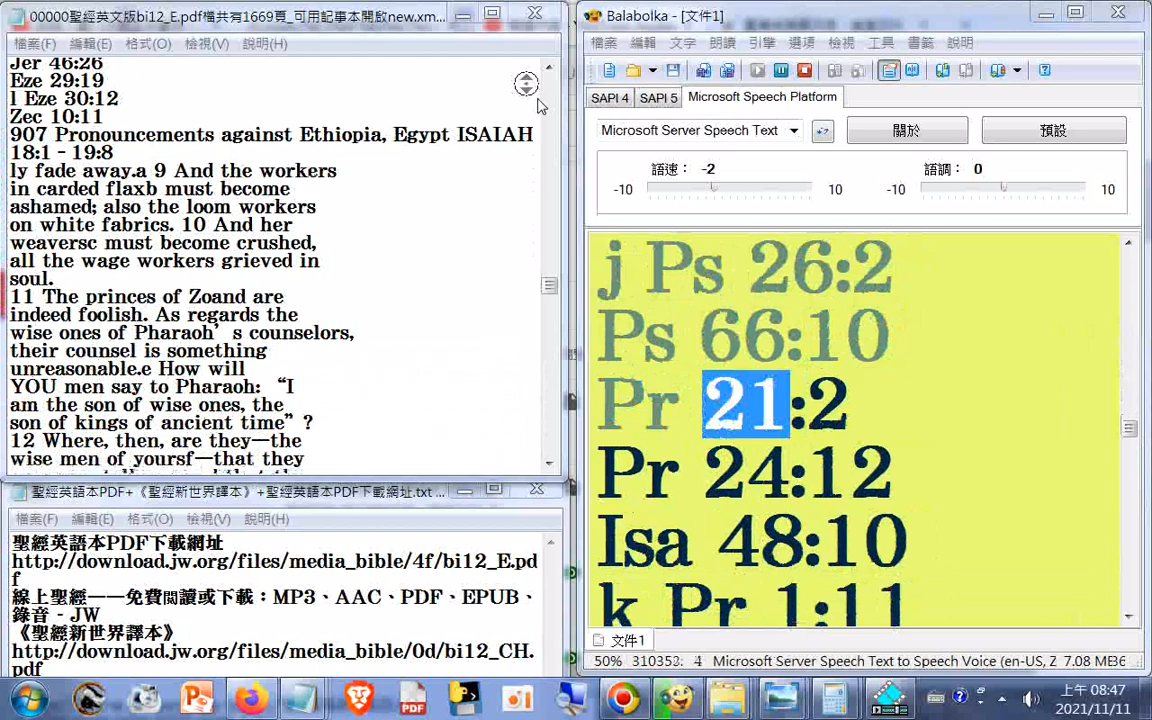 00000聖經英文版bi12_E.pdf檔共有1669頁_可用記事本開啟new.xm...
檔案(F) 編輯(E) 格式(O) 檢視(V) 說明(H)
Jer 46:26
Eze 29:19
l Eze 30:12
Zec 10:11
907 Pronouncements against Ethiopia, Egypt ISAIAH
18:1 – 19:8
ly fade away.a 9 And the workers
in carded flaxb must become
ashamed; also the loom workers
on white fabrics. 10 And her
weaversc must become crushed,
all the wage workers grieved in
soul.
11 The princes of Zoand are
indeed foolish. As regards the
wise ones of Pharaoh’s counselors,
their counsel is something
unreasonable.e How will
YOU men say to Pharaoh: “I
am the son of wise ones, the
son of kings of ancient time”?
12 Where, then, are they—the
wise men of yoursf—that they
聖經英語本PDF+《聖經新世界譯本》+聖經英語本PDF下載網址.txt ...
檔案(F) 編輯(E) 格式(O) 檢視(V) 說明(H)
聖經英語本PDF下載網址
http://download.jw.org/files/media_bible/4f/bi12_E.pd
f
線上聖經——免費閱讀或下載：MP3、AAC、PDF、EPUB、
錄音 - JW
《聖經新世界譯本》
http://download.jw.org/files/media_bible/0d/bi12_CH.
pdf
Balabolka - [文件1]
檔案 編輯 文字 朗讀 引擎 選項 檢視 工具 書籤 說明
SAPI 4 SAPI 5 Microsoft Speech Platform
Microsoft Server Speech Text 關於 預設
語速： -2 語調： 0
-10 10 -10 10
j Ps 26:2
Ps 66:10
Pr 21:2
Pr 24:12
Isa 48:10
k Pr 1:11
文件1
50% 310352: 4 Microsoft Server Speech Text to Speech Voice (en-US, Z 7.08 MB
上午 08:47
2021/11/11